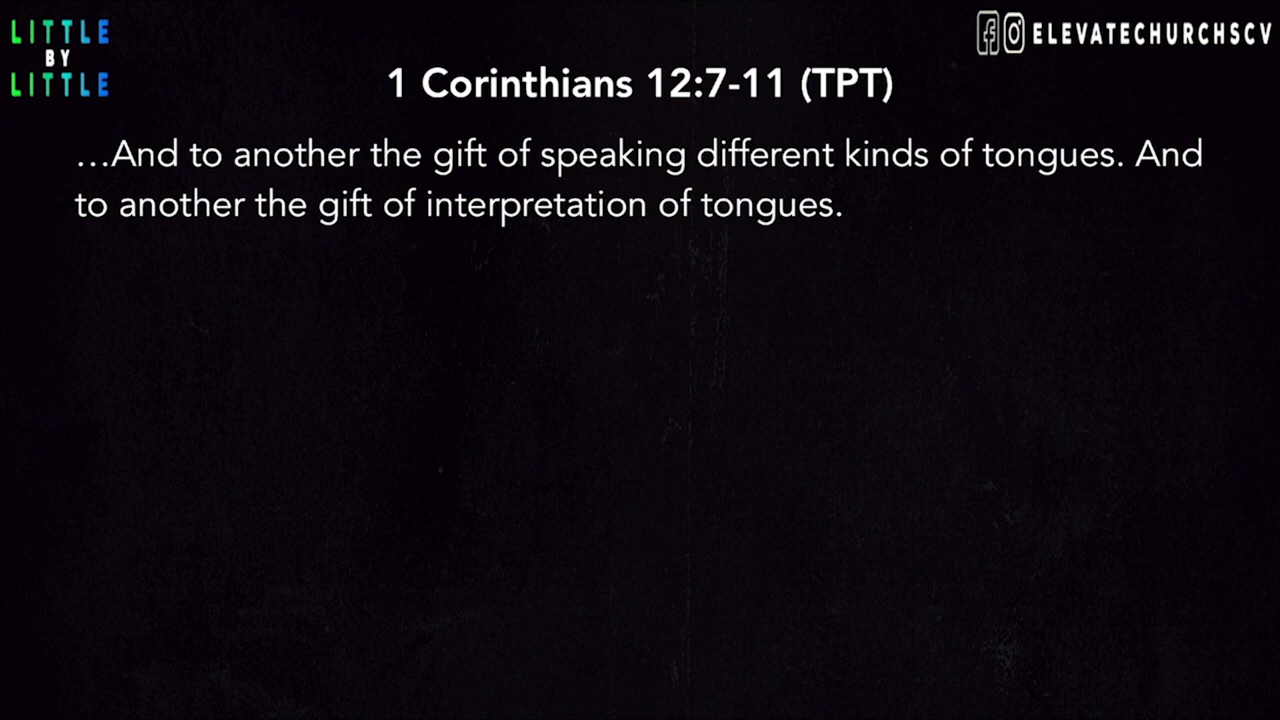 LITTLE
BY
LITTLE
ELEVATECHURCHSCV
1 Corinthians 12:7-11 (TPT)
…And to another the gift of speaking different kinds of tongues. And
to another the gift of interpretation of tongues.